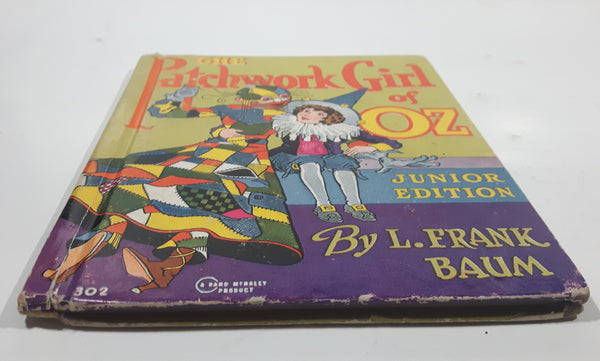 THE
Patchwork Girl
of
OZ
JUNIOR
EDITION
By L. FRANK
BAUM
A RAND MCNALLY
PRODUCT
302